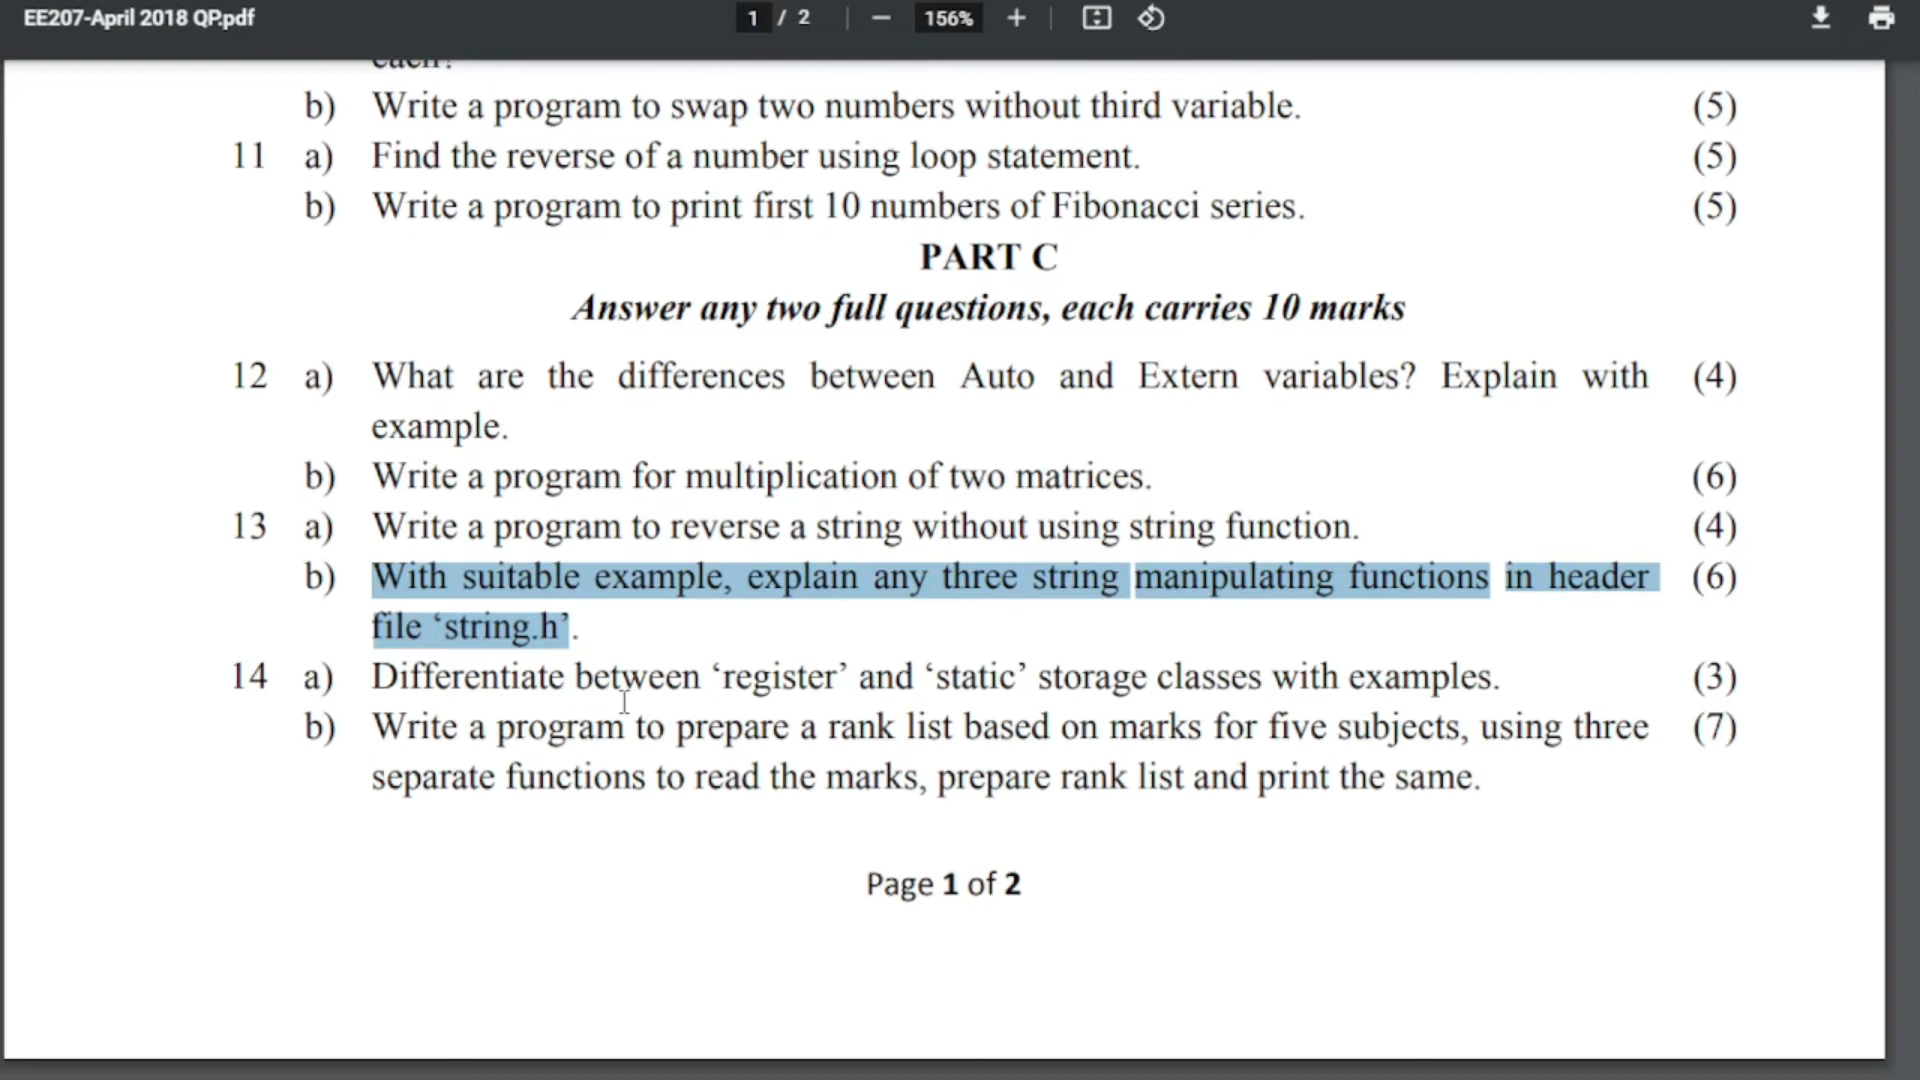 EE207-April 2018 QP.pdf
1 / 2
156%
each?
b) Write a program to swap two numbers without third variable. (5)
11 a) Find the reverse of a number using loop statement. (5)
b) Write a program to print first 10 numbers of Fibonacci series. (5)
PART C
Answer any two full questions, each carries 10 marks
12 a) What are the differences between Auto and Extern variables? Explain with (4)
example.
b) Write a program for multiplication of two matrices. (6)
13 a) Write a program to reverse a string without using string function. (4)
b) With suitable example, explain any three string manipulating functions in header (6)
file ‘string.h’.
14 a) Differentiate between ‘register’ and ‘static’ storage classes with examples. (3)
b) Write a program to prepare a rank list based on marks for five subjects, using three (7)
separate functions to read the marks, prepare rank list and print the same.
Page 1 of 2